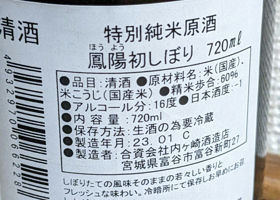 清酒
特別純米原酒
ほうよう
鳳陽初しぼり 720ml
●品目:清酒 ●原材料名:米(国産)、
米こうじ(国産米) ●精米歩合:60%
●アルコール分:16度 ●日本酒度:-1
●内容量:720ml
●保存方法:生酒の為要冷蔵
●製造年月:23.01 C
●製造者:合資会社内ヶ崎酒造店
宮城県富谷市富谷新町27
しぼりたての風味そのままの若々しい香りと
フレッシュな味わい。冷暗所にて保存しお早めに